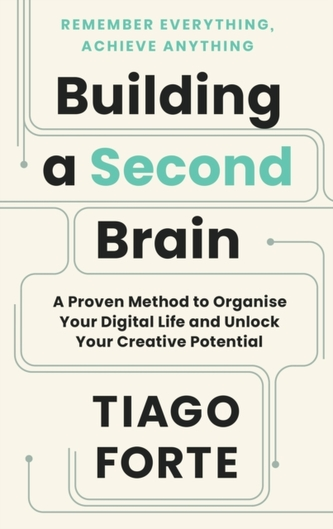 REMEMBER EVERYTHING,
ACHIEVE ANYTHING
Building
a Second
Brain
A Proven Method to Organise
Your Digital Life and Unlock
Your Creative Potential
TIAGO
FORTE